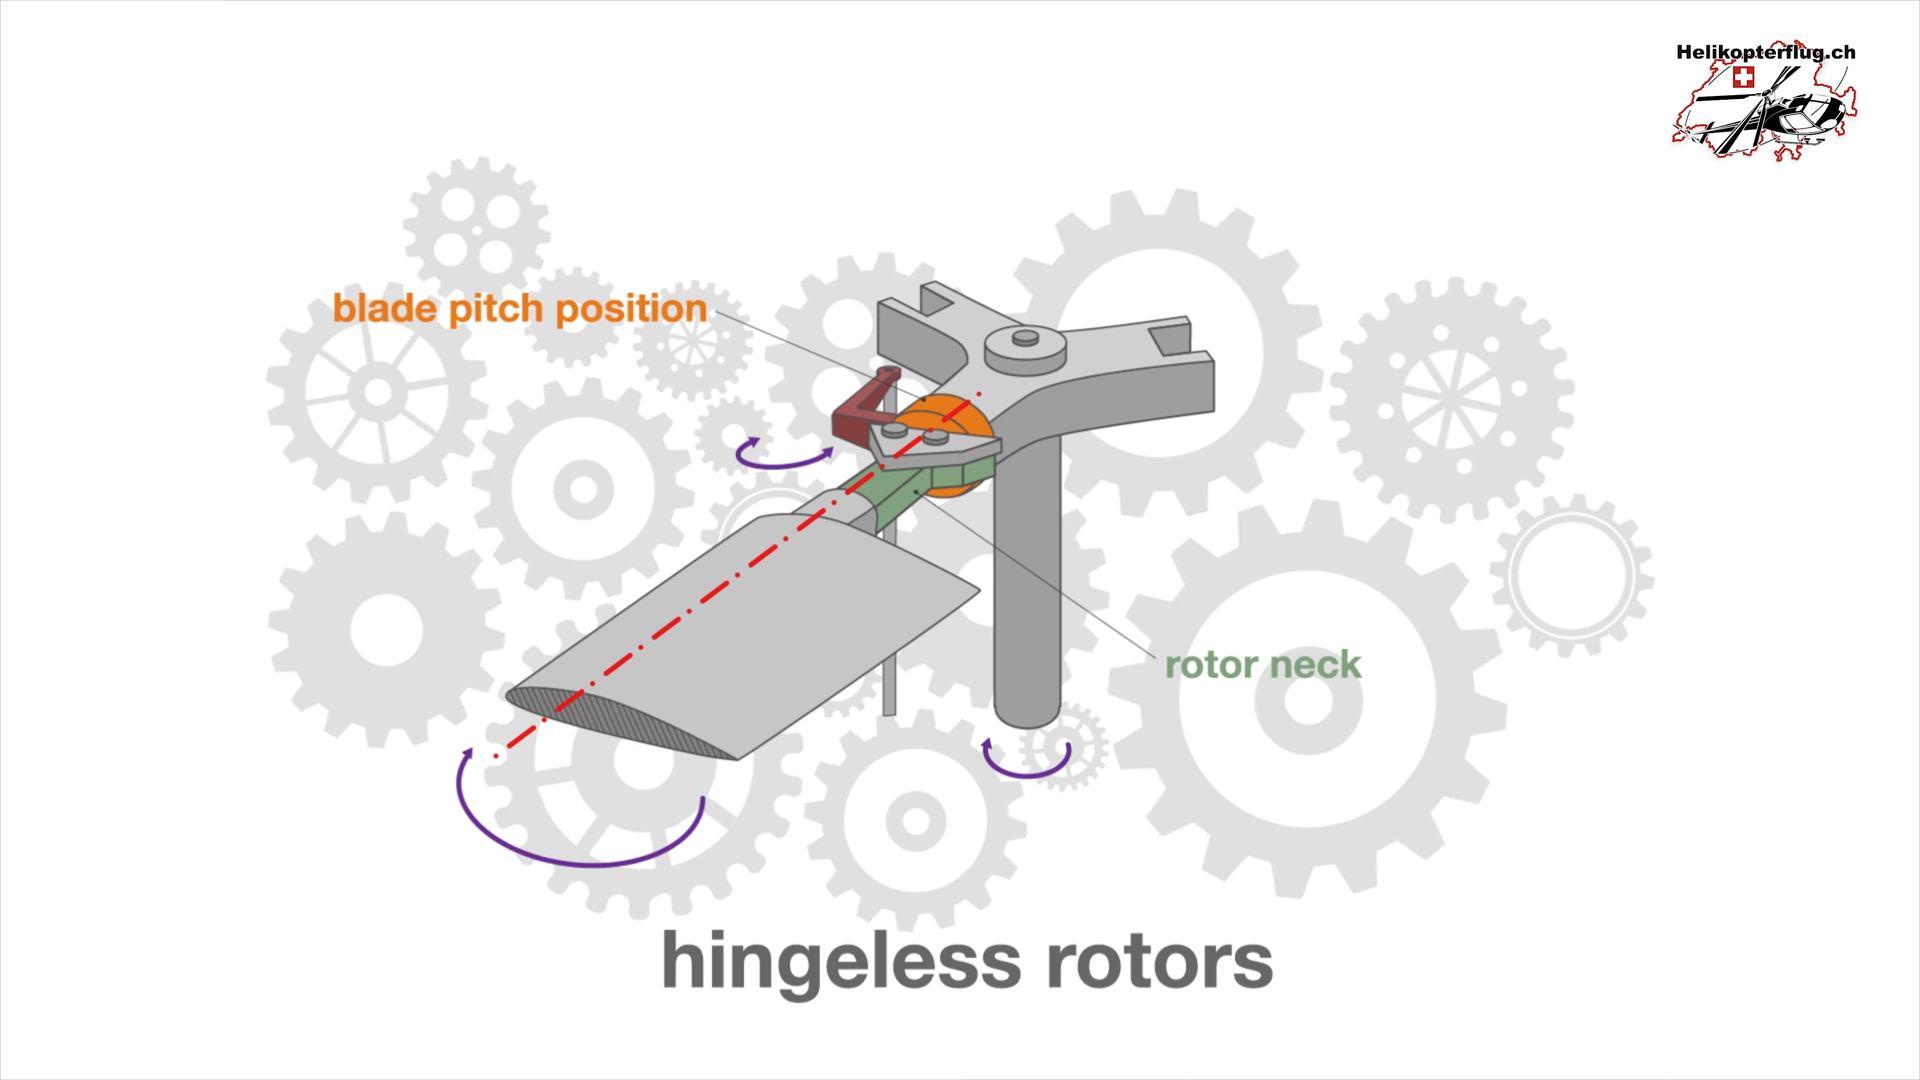 Helikopterflug.ch
blade pitch position
rotor neck
hingeless rotors